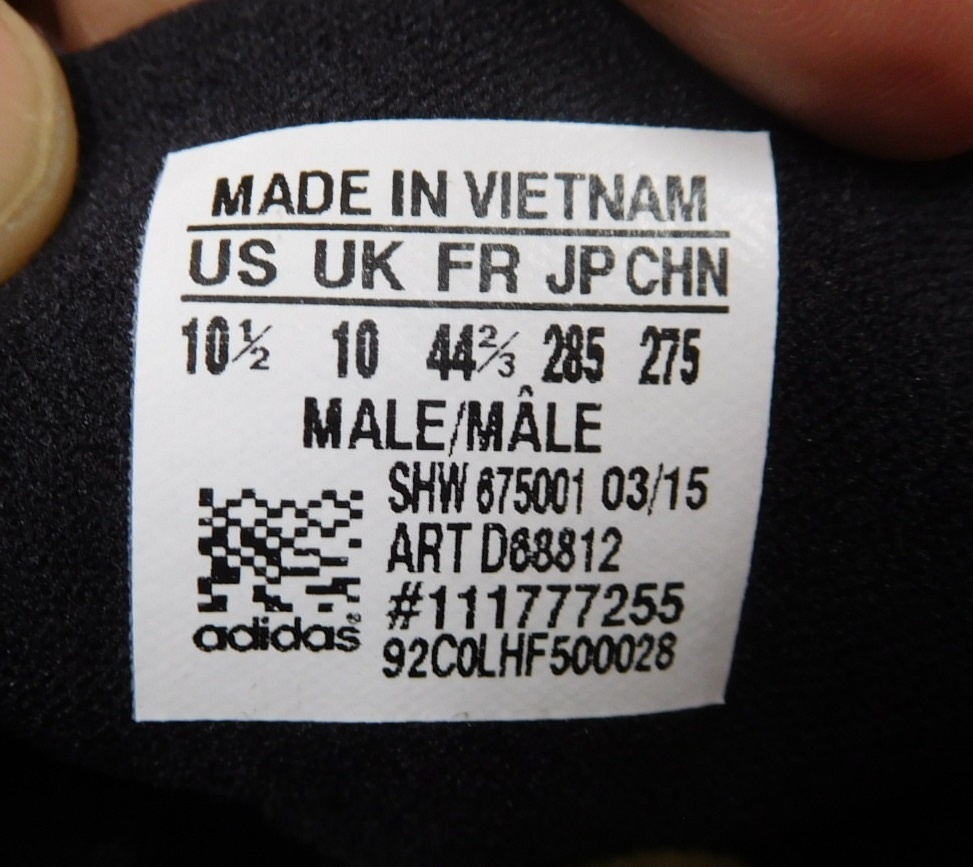 MADE IN VIETNAM
US UK FR JP CHN
10½ 10 44⅔ 285 275
MALE/MÂLE
SHW 675001 03/15
ART D68812
#111777255
92C0LHF500028
adidas®